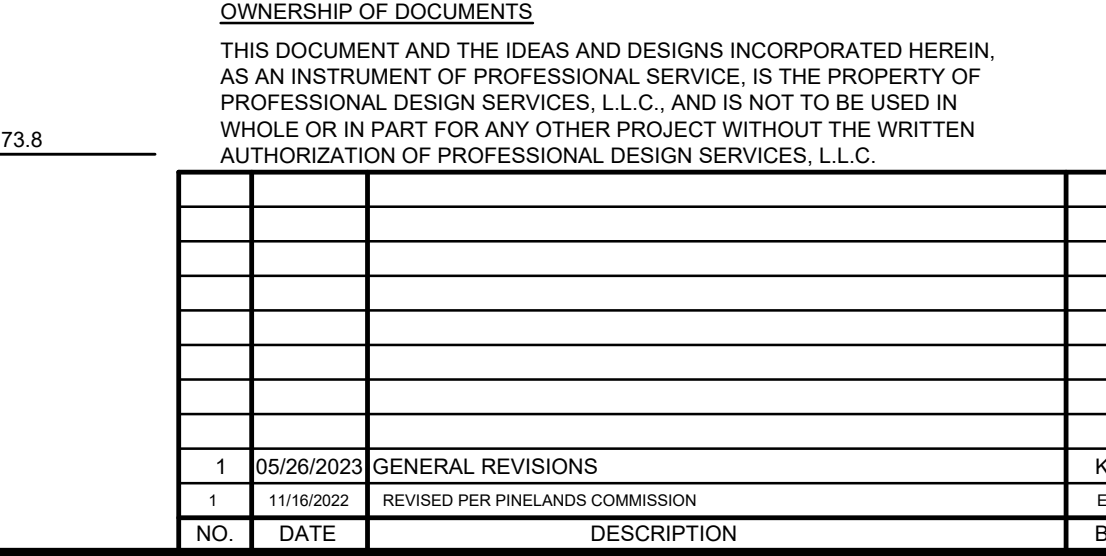 OWNERSHIP OF DOCUMENTS
THIS DOCUMENT AND THE IDEAS AND DESIGNS INCORPORATED HEREIN,
AS AN INSTRUMENT OF PROFESSIONAL SERVICE, IS THE PROPERTY OF
PROFESSIONAL DESIGN SERVICES, L.L.C., AND IS NOT TO BE USED IN
WHOLE OR IN PART FOR ANY OTHER PROJECT WITHOUT THE WRITTEN
AUTHORIZATION OF PROFESSIONAL DESIGN SERVICES, L.L.C.
73.8
1 05/26/2023 GENERAL REVISIONS
1 11/16/2022 REVISED PER PINELANDS COMMISSION
NO. DATE DESCRIPTION